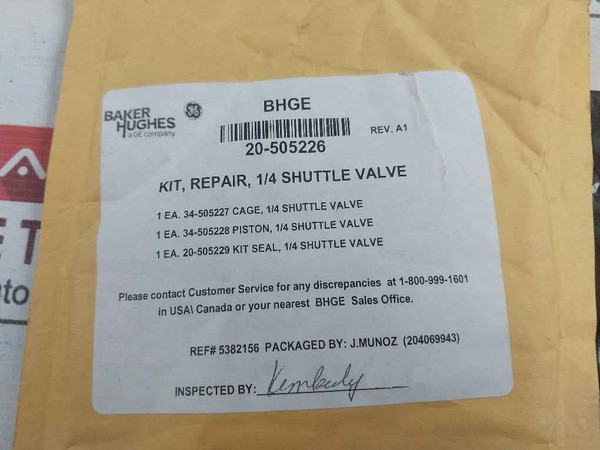 BAKER
HUGHES
a GE company
GE
BHGE
REV. A1
20-505226
KIT, REPAIR, 1/4 SHUTTLE VALVE
1 EA. 34-505227 CAGE, 1/4 SHUTTLE VALVE
1 EA. 34-505228 PISTON, 1/4 SHUTTLE VALVE
1 EA. 20-505229 KIT SEAL, 1/4 SHUTTLE VALVE
Please contact Customer Service for any discrepancies at 1-800-999-1601
in USA\ Canada or your nearest BHGE Sales Office.
REF# 5382156 PACKAGED BY: J.MUNOZ (204069943)
INSPECTED BY:
ET
uto